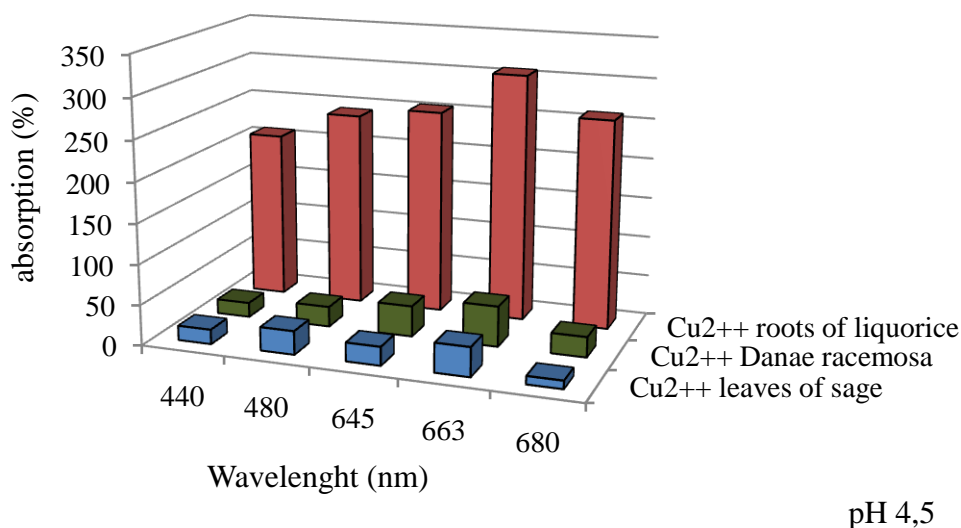 absorption (%)
350
300
250
200
150
100
50
0
440
480
645
663
680
Wavelenght (nm)
Cu2++ roots of liquorice
Cu2++ Danae racemosa
Cu2++ leaves of sage
pH 4,5